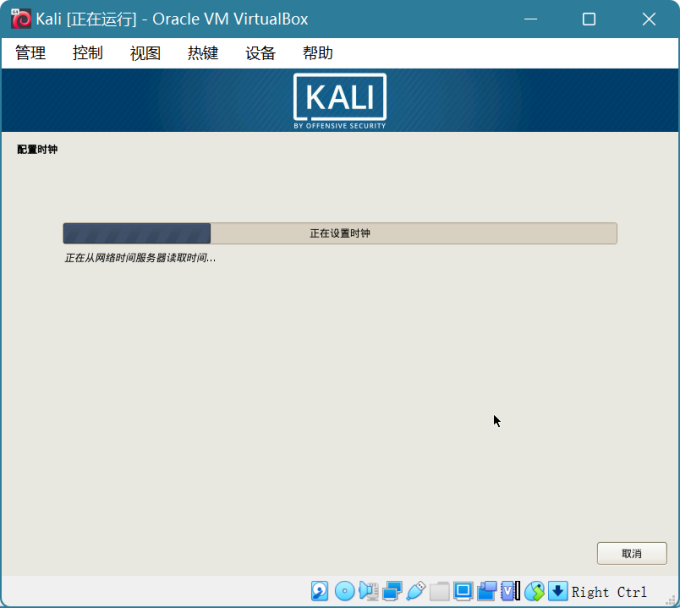 Kali [正在运行] - Oracle VM VirtualBox
管理 控制 视图 热键 设备 帮助
KALI
BY OFFENSIVE SECURITY
配置时钟
正在设置时钟
正在从网络时间服务器读取时间...
取消
Right Ctrl